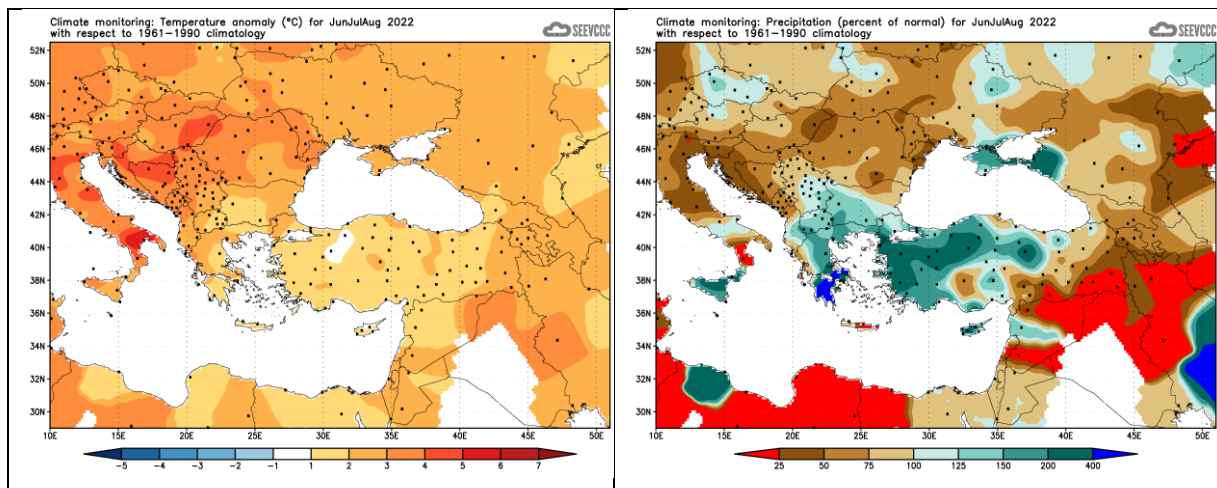 Climate monitoring: Temperature anomaly (°C) for JunJulAug 2022
with respect to 1961−1990 climatology
SEEVCCC
52N
50N
48N
46N
44N
42N
40N
38N
36N
34N
32N
30N
10E 15E 20E 25E 30E 35E 40E 45E 50E
−5 −4 −3 −2 −1 1 2 3 4 5 6 7
Climate monitoring: Precipitation (percent of normal) for JunJulAug 2022
with respect to 1961−1990 climatology
SEEVCCC
52N
50N
48N
46N
44N
42N
40N
38N
36N
34N
32N
30N
10E 15E 20E 25E 30E 35E 40E 45E 50E
25 50 75 100 125 150 200 400